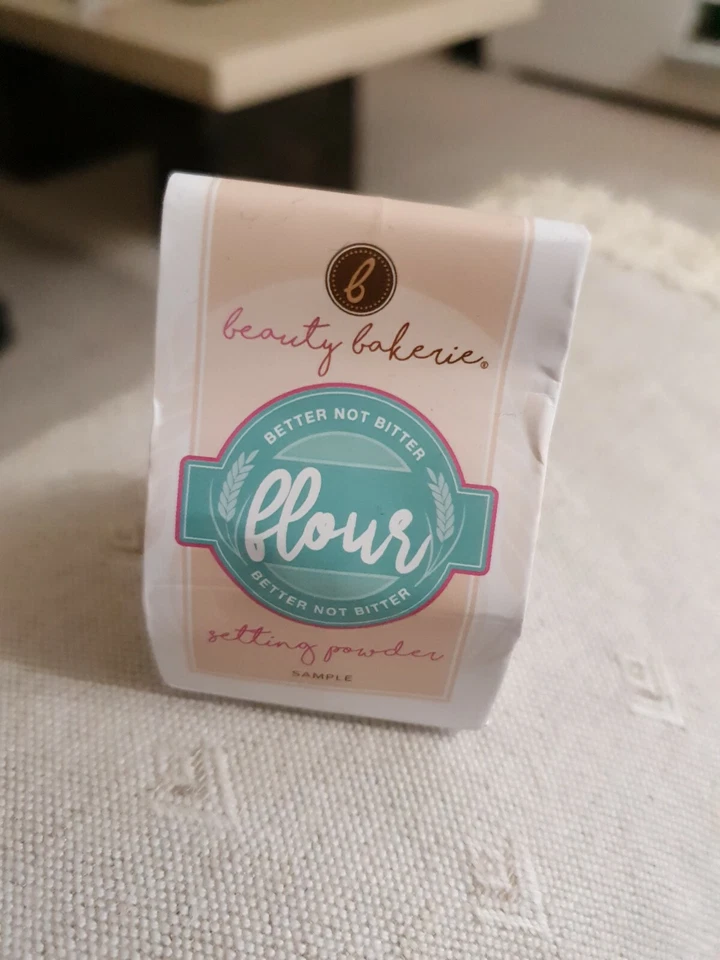 b
beauty bakerie®
BETTER NOT BITTER
flour
BETTER NOT BITTER
setting powder
SAMPLE